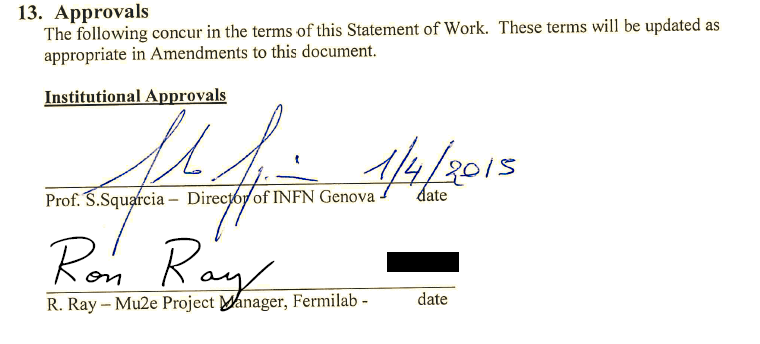 13. Approvals
The following concur in the terms of this Statement of Work. These terms will be updated as
appropriate in Amendments to this document.
Institutional Approvals
1/4/2015
Prof. S.Squarcia – Director of INFN Genova - date
Ron Ray
R. Ray – Mu2e Project Manager, Fermilab - date